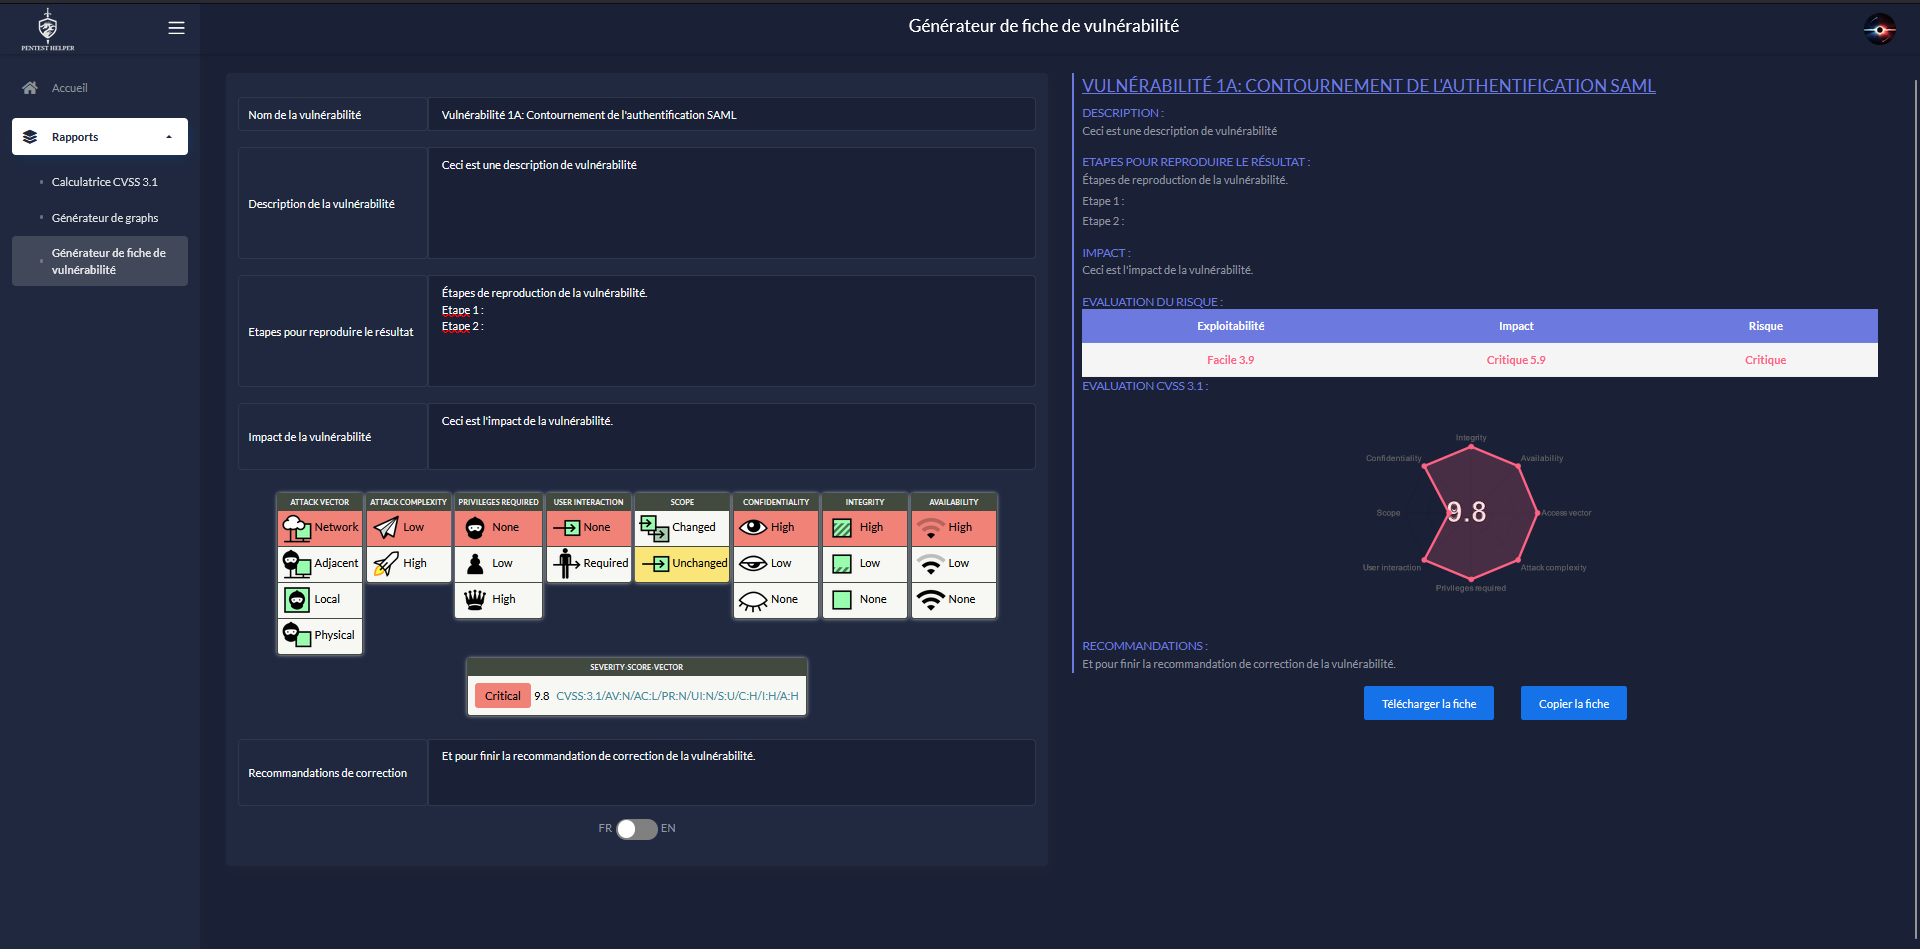 PENTEST HELPER
Générateur de fiche de vulnérabilité
Accueil
Rapports
Calculatrice CVSS 3.1
Générateur de graphs
Générateur de fiche de
vulnérabilité
Nom de la vulnérabilité
Vulnérabilité 1A: Contournement de l'authentification SAML
Description de la vulnérabilité
Ceci est une description de vulnérabilité
Etapes pour reproduire le résultat
Étapes de reproduction de la vulnérabilité.
Etape 1 :
Etape 2 :
Impact de la vulnérabilité
Ceci est l'impact de la vulnérabilité.
ATTACK VECTOR
Network
Adjacent
Local
Physical
ATTACK COMPLEXITY
Low
High
PRIVILEGES REQUIRED
None
Low
High
USER INTERACTION
None
Required
SCOPE
Changed
Unchanged
CONFIDENTIALITY
High
Low
None
INTEGRITY
High
Low
None
AVAILABILITY
High
Low
None
SEVERITY·SCORE·VECTOR
Critical 9.8 CVSS:3.1/AV:N/AC:L/PR:N/UI:N/S:U/C:H/I:H/A:H
Recommandations de correction
Et pour finir la recommandation de correction de la vulnérabilité.
FR EN
VULNÉRABILITÉ 1A: CONTOURNEMENT DE L'AUTHENTIFICATION SAML
DESCRIPTION :
Ceci est une description de vulnérabilité
ETAPES POUR REPRODUIRE LE RÉSULTAT :
Étapes de reproduction de la vulnérabilité.
Etape 1 :
Etape 2 :
IMPACT :
Ceci est l'impact de la vulnérabilité.
EVALUATION DU RISQUE :
Exploitabilité Impact Risque
Facile 3.9 Critique 5.9 Critique
EVALUATION CVSS 3.1 :
Integrity
Confidentiality
Availability
Scope
9.8
Access vector
User interaction
Attack complexity
Privileges required
RECOMMANDATIONS :
Et pour finir la recommandation de correction de la vulnérabilité.
Télécharger la fiche
Copier la fiche